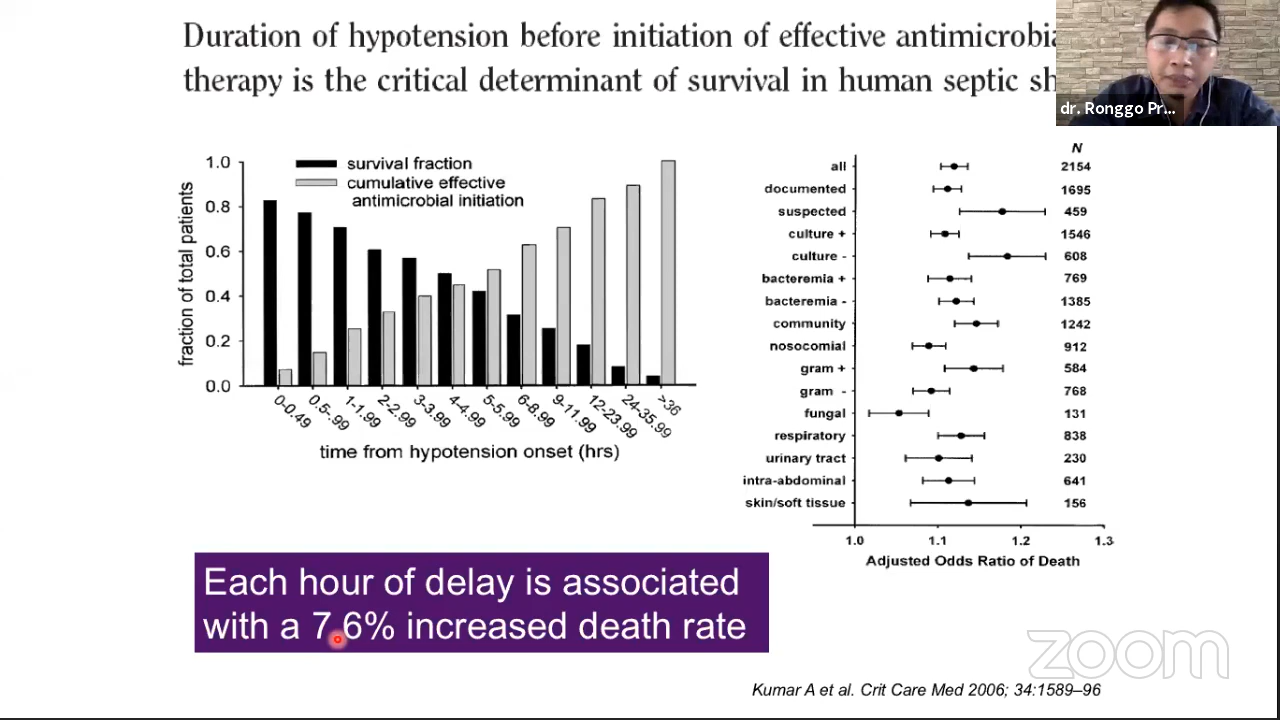 Duration of hypotension before initiation of effective antimicrobia
therapy is the critical determinant of survival in human septic sh
dr. Ronggo Pr...
survival fraction
cumulative effective
antimicrobial initiation
fraction of total patients
1.0
0.8
0.6
0.4
0.2
0.0
0-0.49
0.5-.99
1-1.99
2-2.99
3-3.99
4-4.99
5-5.99
6-8.99
9-11.99
12-23.99
24-35.99
>36
time from hypotension onset (hrs)
N
all 2154
documented 1695
suspected 459
culture + 1546
culture - 608
bacteremia + 769
bacteremia - 1385
community 1242
nosocomial 912
gram + 584
gram - 768
fungal 131
respiratory 838
urinary tract 230
intra-abdominal 641
skin/soft tissue 156
1.0 1.1 1.2 1.3
Adjusted Odds Ratio of Death
Each hour of delay is associated
with a 7.6% increased death rate
zoom
Kumar A et al. Crit Care Med 2006; 34:1589–96